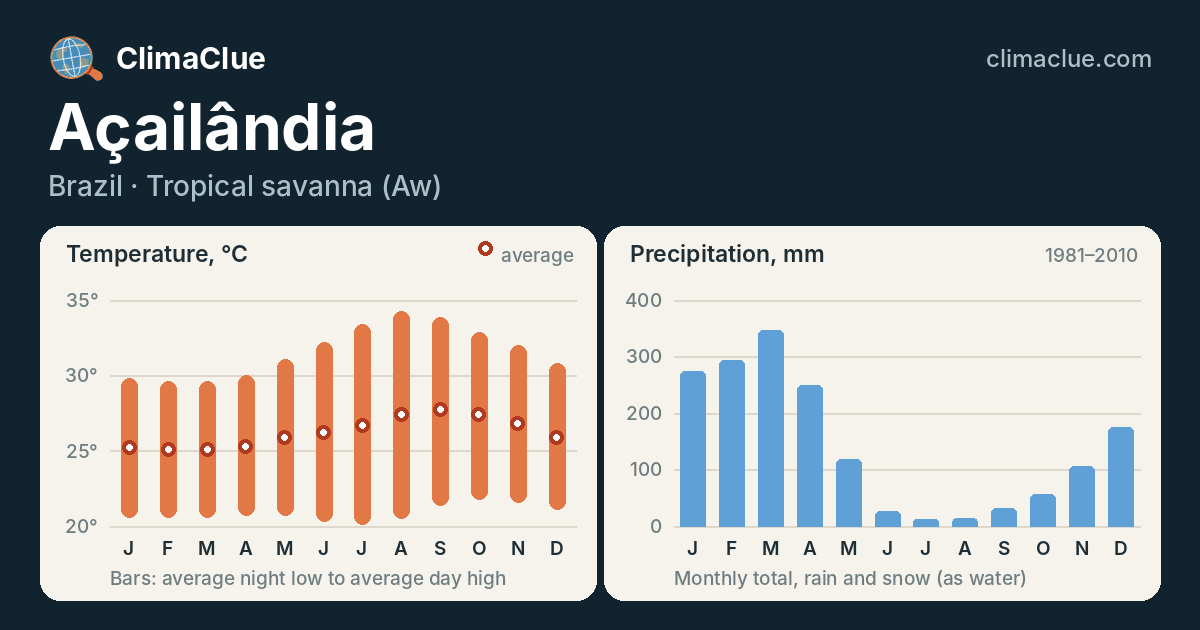 ClimaClue
climaclue.com
Açailândia
Brazil · Tropical savanna (Aw)
Temperature, °C
average
35°
30°
25°
20°
J F M A M J J A S O N D
Bars: average night low to average day high
Precipitation, mm
1981–2010
400
300
200
100
0
J F M A M J J A S O N D
Monthly total, rain and snow (as water)